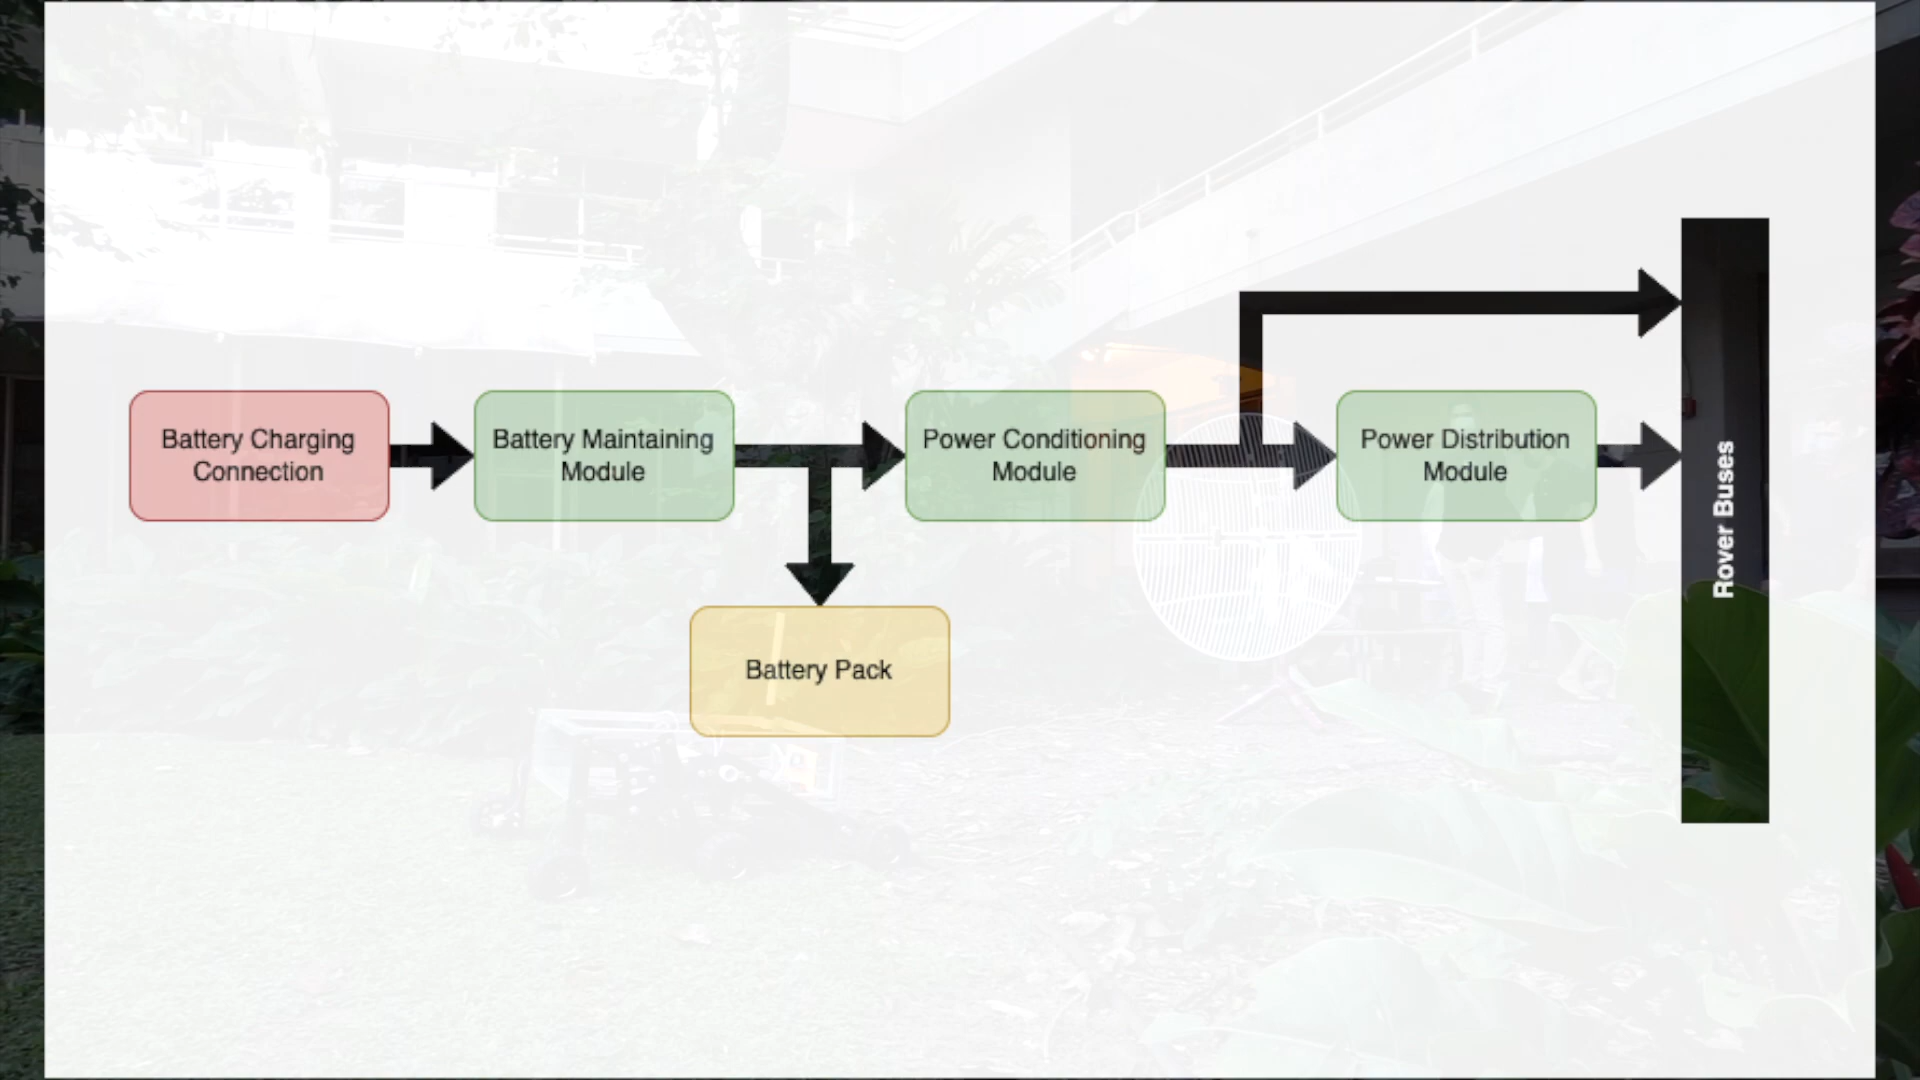 Battery Charging
Connection
Battery Maintaining
Module
Power Conditioning
Module
Power Distribution
Module
Rover Buses
Battery Pack